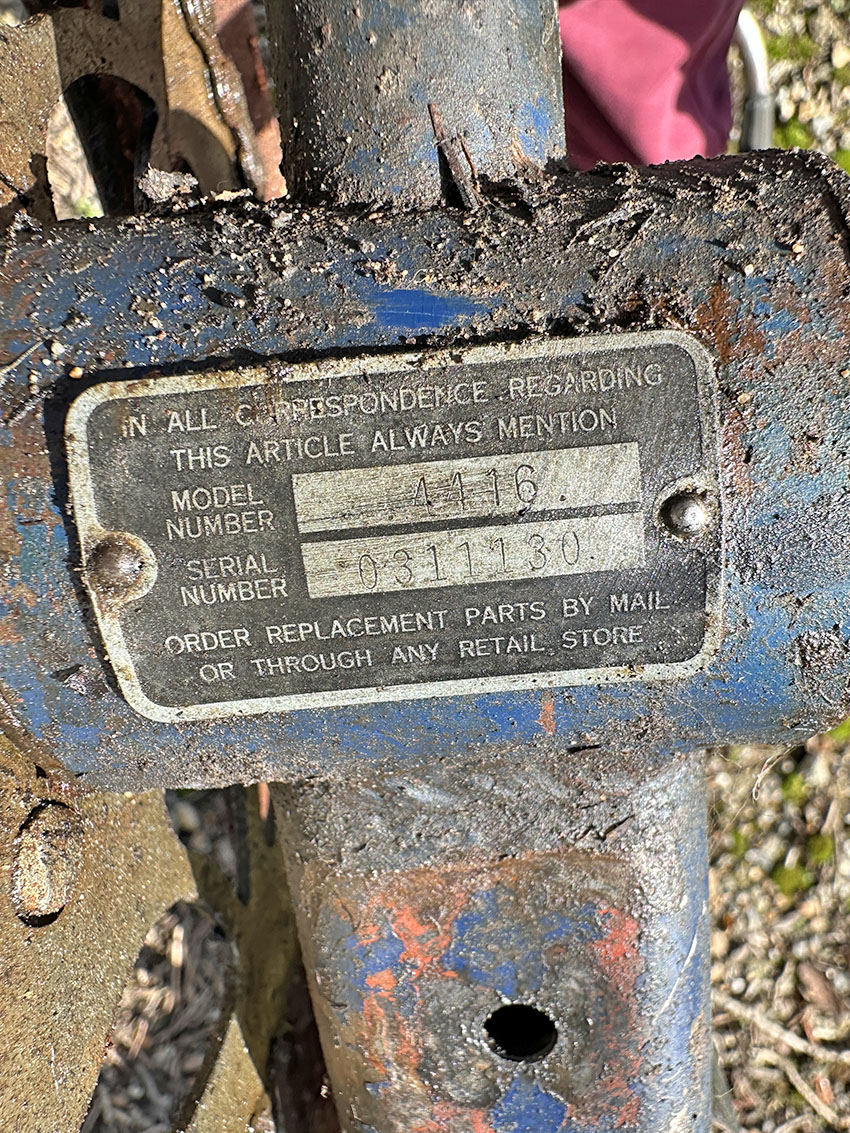 IN ALL CORRESPONDENCE REGARDING
THIS ARTICLE ALWAYS MENTION
MODEL
NUMBER
4416.
SERIAL
NUMBER
0311130.
ORDER REPLACEMENT PARTS BY MAIL
OR THROUGH ANY RETAIL STORE